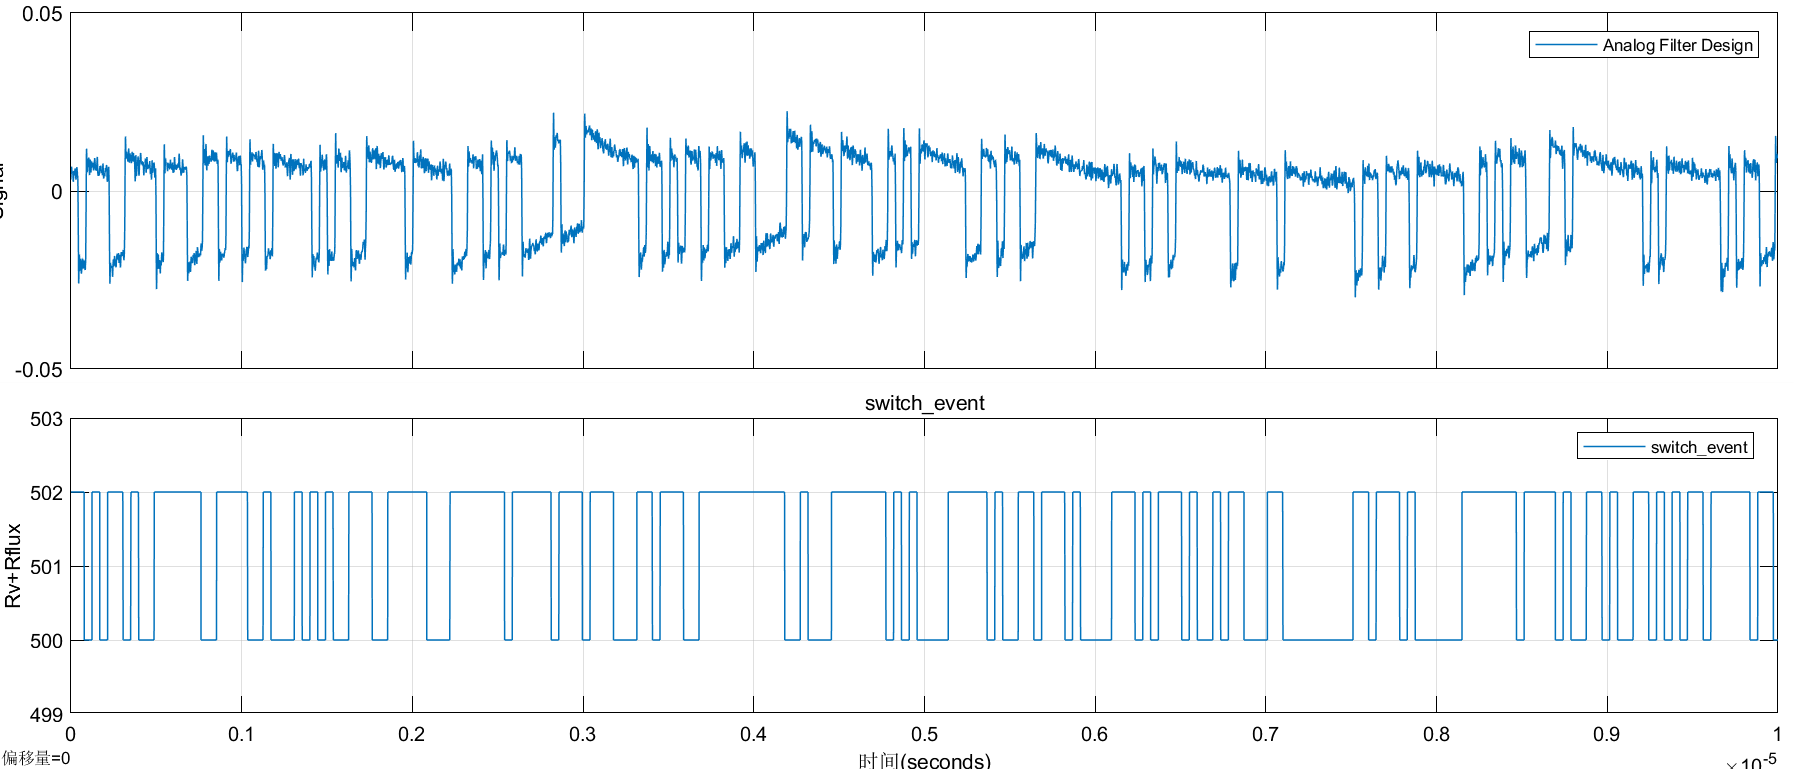 0.05
Analog Filter Design
0
-0.05
switch_event
503
switch_event
502
Rv+Rflux
501
500
499
0 0.1 0.2 0.3 0.4 0.5 0.6 0.7 0.8 0.9 1
偏移量=0 时间(seconds) ×10-5